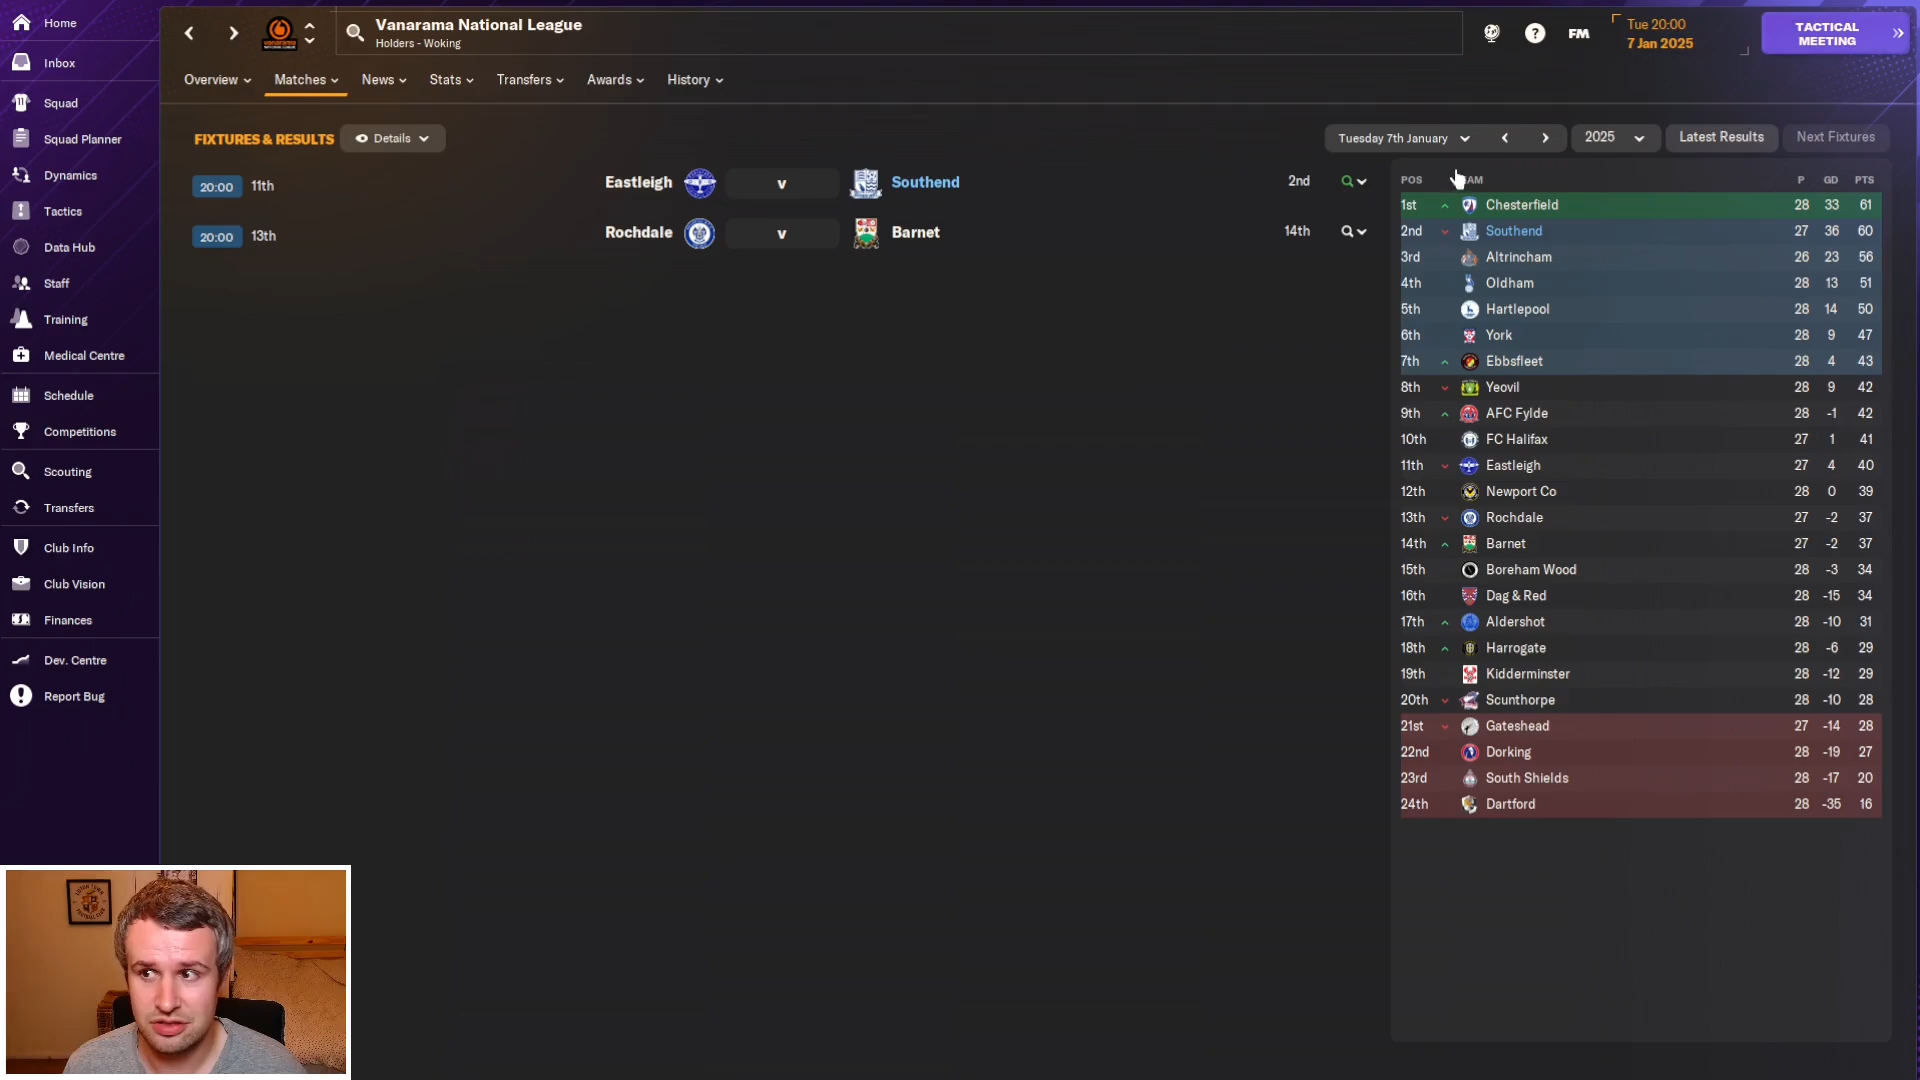 Home
Inbox
Squad
Squad Planner
Dynamics
Tactics
Data Hub
Staff
Training
Medical Centre
Schedule
Competitions
Scouting
Transfers
Club Info
Club Vision
Finances
Dev. Centre
Report Bug
Vanarama National League
Holders - Woking
FM
Tue 20:00
7 Jan 2025
TACTICAL MEETING
Overview Matches News Stats Transfers Awards History
FIXTURES & RESULTS Details
Tuesday 7th January 2025 Latest Results Next Fixtures
20:00 11th Eastleigh v Southend 2nd
20:00 13th Rochdale v Barnet 14th
POS P GD PTS
1st Chesterfield 28 33 61
2nd Southend 27 36 60
3rd Altrincham 26 23 56
4th Oldham 28 13 51
5th Hartlepool 28 14 50
6th York 28 9 47
7th Ebbsfleet 28 4 43
8th Yeovil 28 9 42
9th AFC Fylde 28 -1 42
10th FC Halifax 27 1 41
11th Eastleigh 27 4 40
12th Newport Co 28 0 39
13th Rochdale 27 -2 37
14th Barnet 27 -2 37
15th Boreham Wood 28 -3 34
16th Dag & Red 28 -15 34
17th Aldershot 28 -10 31
18th Harrogate 28 -6 29
19th Kidderminster 28 -12 29
20th Scunthorpe 28 -10 28
21st Gateshead 27 -14 28
22nd Dorking 28 -19 27
23rd South Shields 28 -17 20
24th Dartford 28 -35 16